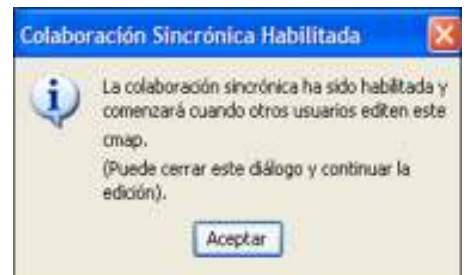 Colaboración Sincrónica Habilitada
La colaboración sincrónica ha sido habilitada y
comenzará cuando otros usuarios editen este
cmap.
(Puede cerrar este diálogo y continuar la
edición).
Aceptar